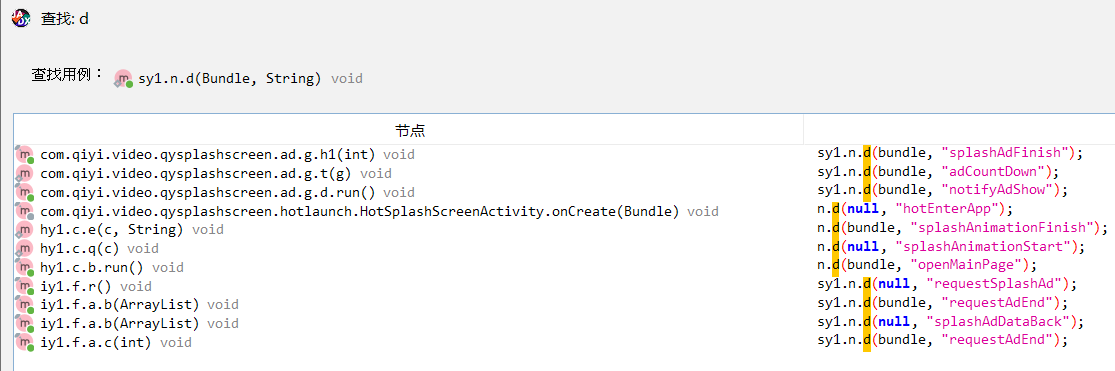 查找: d
查找用例： m sy1.n.d(Bundle, String) void
节点
m com.qiyi.video.qysplashscreen.ad.g.h1(int) void sy1.n.d(bundle, "splashAdFinish");
m com.qiyi.video.qysplashscreen.ad.g.t(g) void sy1.n.d(bundle, "adCountDown");
m com.qiyi.video.qysplashscreen.ad.g.d.run() void sy1.n.d(bundle, "notifyAdShow");
m com.qiyi.video.qysplashscreen.hotlaunch.HotSplashScreenActivity.onCreate(Bundle) void n.d(null, "hotEnterApp");
m hy1.c.e(c, String) void n.d(bundle, "splashAnimationFinish");
m hy1.c.q(c) void n.d(null, "splashAnimationStart");
m hy1.c.b.run() void n.d(bundle, "openMainPage");
m iy1.f.r() void sy1.n.d(null, "requestSplashAd");
m iy1.f.a.b(ArrayList) void sy1.n.d(bundle, "requestAdEnd");
m iy1.f.a.b(ArrayList) void sy1.n.d(null, "splashAdDataBack");
m iy1.f.a.c(int) void sy1.n.d(bundle, "requestAdEnd");